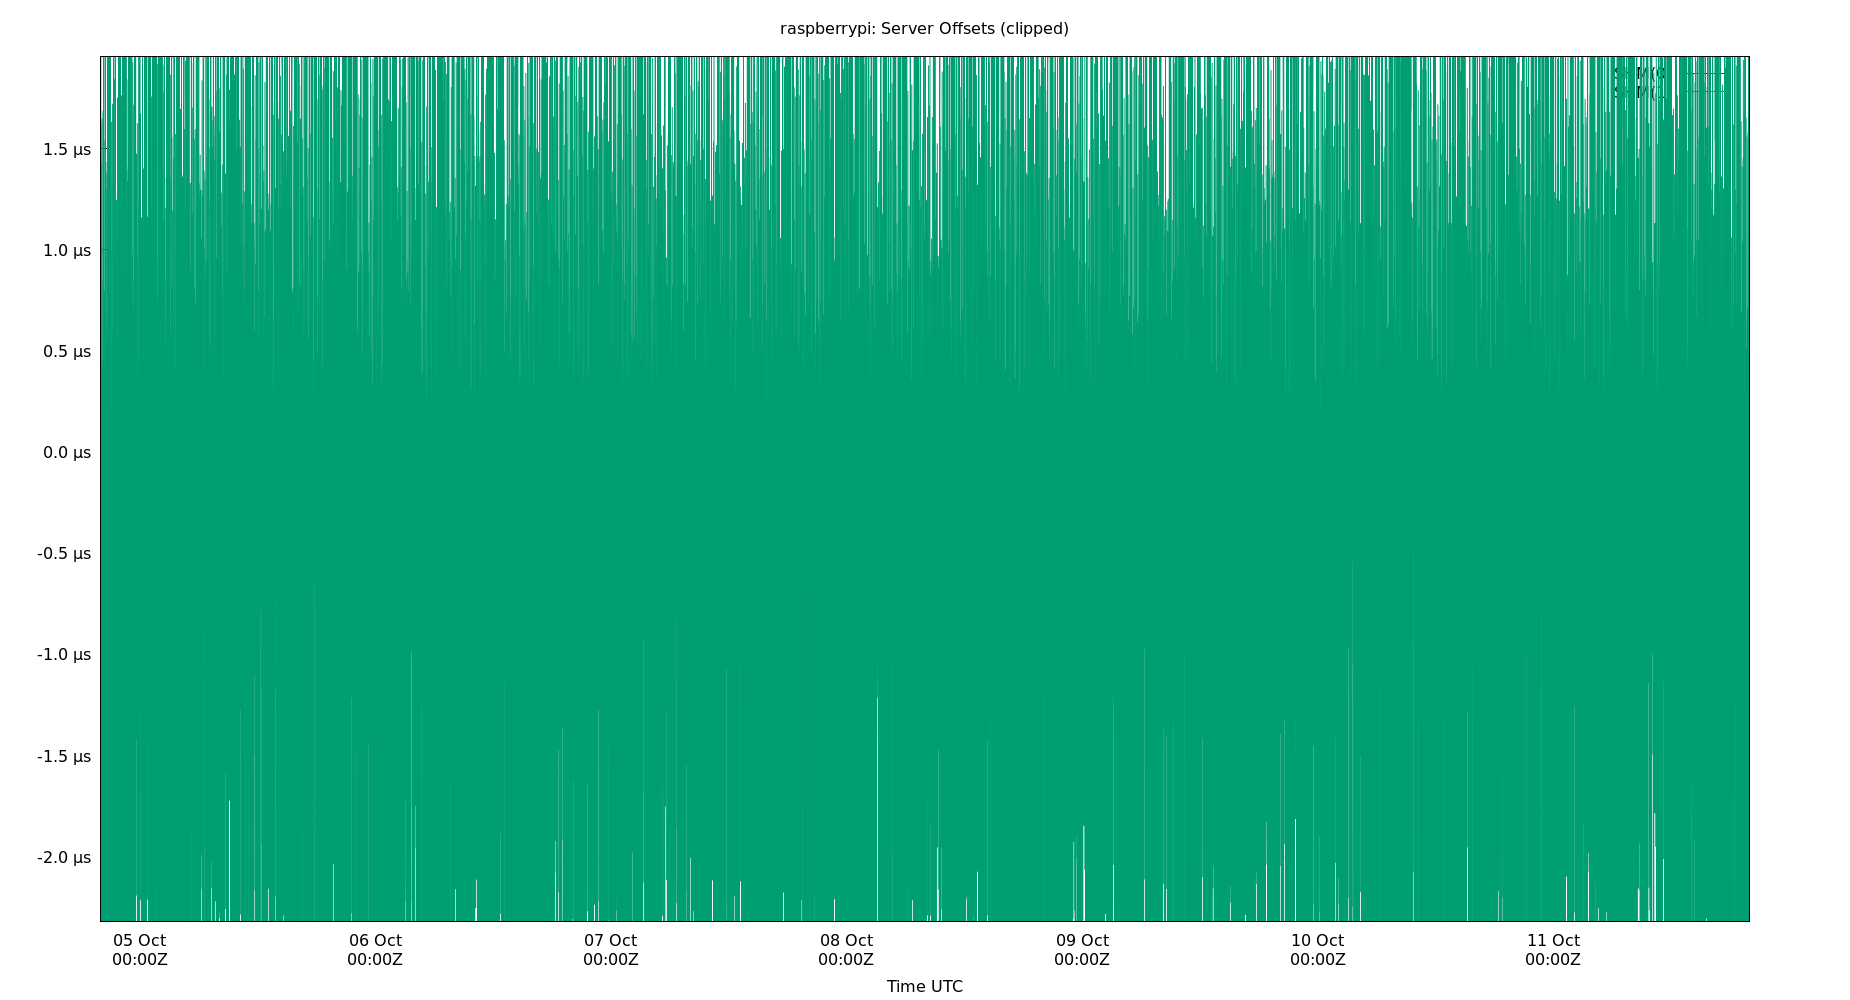 raspberrypi: Server Offsets (clipped)
1.5 µs
1.0 µs
0.5 µs
0.0 µs
-0.5 µs
-1.0 µs
-1.5 µs
-2.0 µs
05 Oct 06 Oct 07 Oct 08 Oct 09 Oct 10 Oct 11 Oct
00:00Z 00:00Z 00:00Z 00:00Z 00:00Z 00:00Z 00:00Z
Time UTC